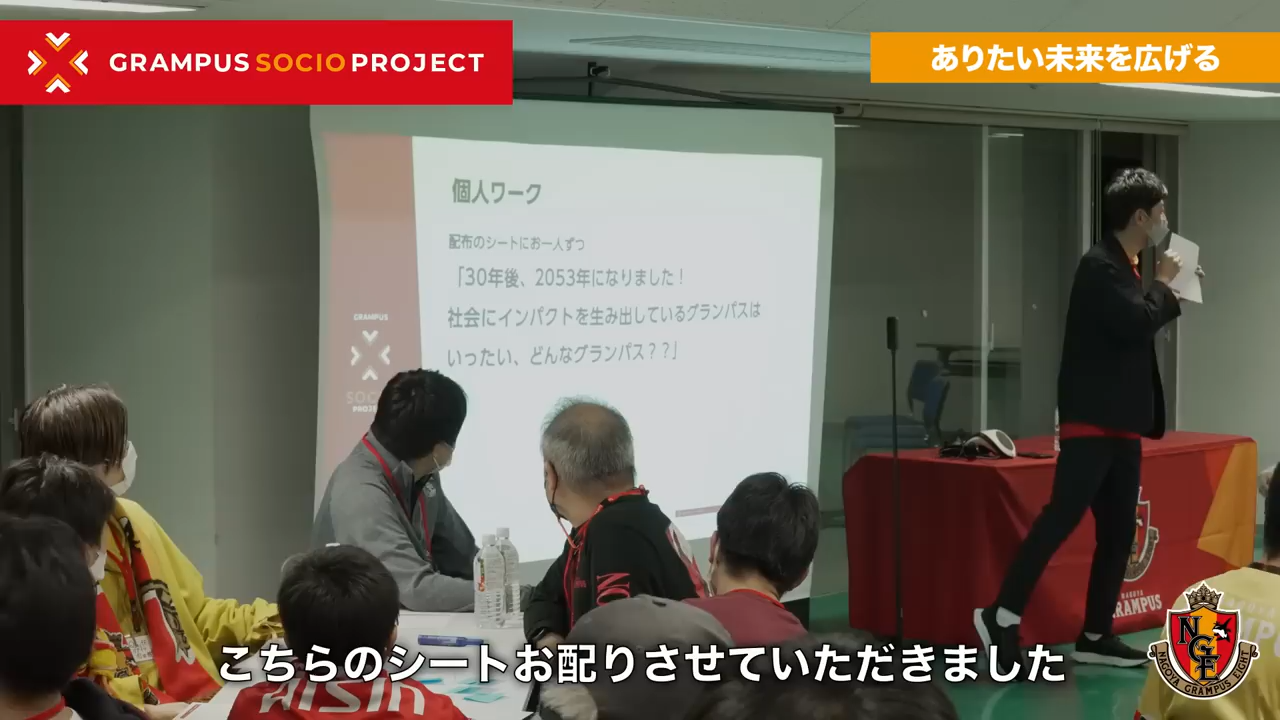 GRAMPUS SOCIO PROJECT
ありたい未来を広げる
個人ワーク
配布のシートにお一人ずつ
「30年後、2053年になりました！
社会にインパクトを生み出しているグランパスは
いったい、どんなグランパス？？」
GRAMPUS
SOCIO
PROJECT
NAGOYA
GRAMPUS
AISIN
こちらのシートお配りさせていただきました
NGE
NAGOYA GRAMPUS EIGHT